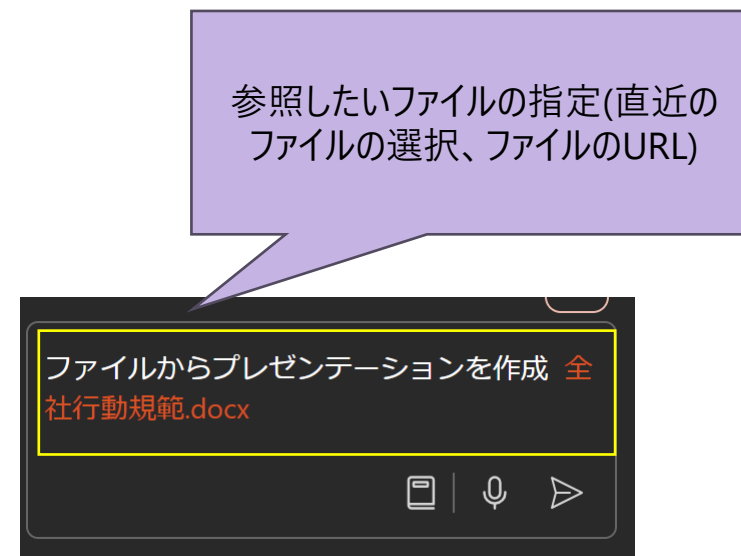 参照したいファイルの指定(直近の
ファイルの選択、ファイルのURL)
ファイルからプレゼンテーションを作成 全
社行動規範.docx